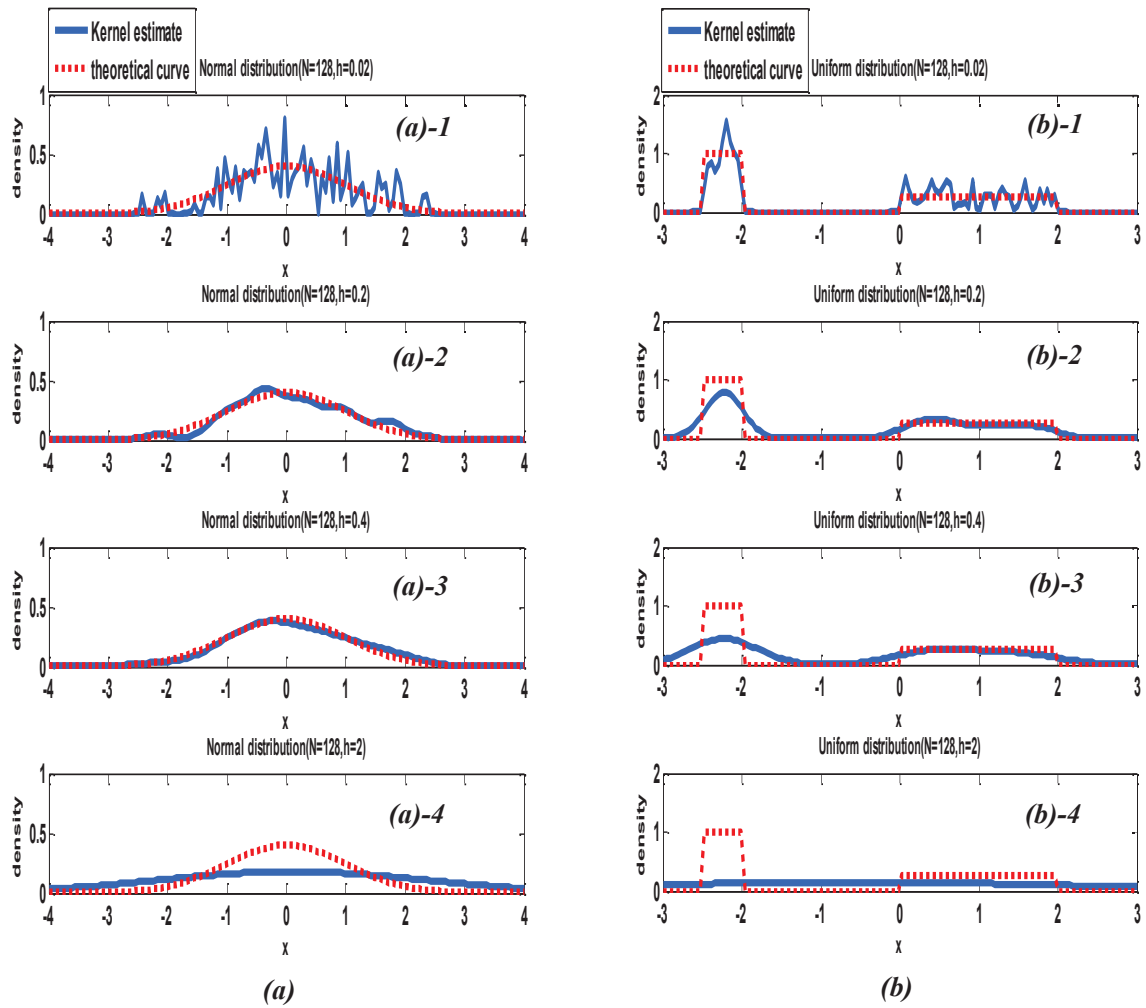 Kernel estimate
theoretical curve
Normal distribution(N=128,h=0.02)
(a)-1
density
1
0.5
0
-4 -3 -2 -1 0 1 2 3 4
x
Normal distribution(N=128,h=0.2)
(a)-2
density
1
0.5
0
-4 -3 -2 -1 0 1 2 3 4
x
Normal distribution(N=128,h=0.4)
(a)-3
density
1
0.5
0
-4 -3 -2 -1 0 1 2 3 4
x
Normal distribution(N=128,h=2)
(a)-4
density
1
0.5
0
-4 -3 -2 -1 0 1 2 3 4
x
(a)
Kernel estimate
theoretical curve
Uniform distribution(N=128,h=0.02)
(b)-1
density
2
1
0
-3 -2 -1 0 1 2 3
x
Uniform distribution(N=128,h=0.2)
(b)-2
density
2
1
0
-3 -2 -1 0 1 2 3
x
Uniform distribution(N=128,h=0.4)
(b)-3
density
2
1
0
-3 -2 -1 0 1 2 3
x
Uniform distribution(N=128,h=2)
(b)-4
density
2
1
0
-3 -2 -1 0 1 2 3
x
(b)